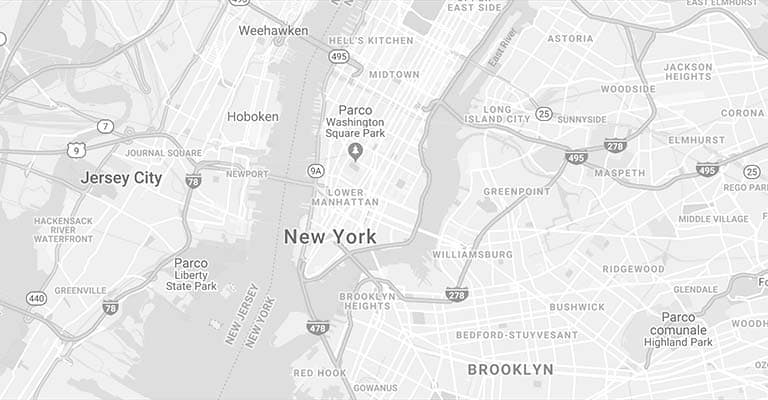 495
EAST SIDE
EAST ELMHURST
Weehawken
HELL'S KITCHEN
East River
ASTORIA
495
MIDTOWN
JACKSON
HEIGHTS
WOODSIDE
Hoboken
Parco
Washington
Square Park
LONG
ISLAND CITY
25
SUNNYSIDE
CORONA
7
278
ELMHURST
9
JOURNAL SQUARE
495
MASPETH
495
25
Jersey City
78
NEWPORT
9A
LOWER
MANHATTAN
GREENPOINT
REGO PARK
HACKENSACK
RIVER
WATERFRONT
MIDDLE VILLAGE
New York
WILLIAMSBURG
Parco
Liberty
State Park
RIDGEWOOD
GREENVILLE
440
78
NEW JERSEY
NEW YORK
BROOKLYN
HEIGHTS
278
GLENDALE
BUSHWICK
Parco
comunale
Highland Park
478
BEDFORD-STUYVESANT
RED HOOK
BROOKLYN
GOWANUS